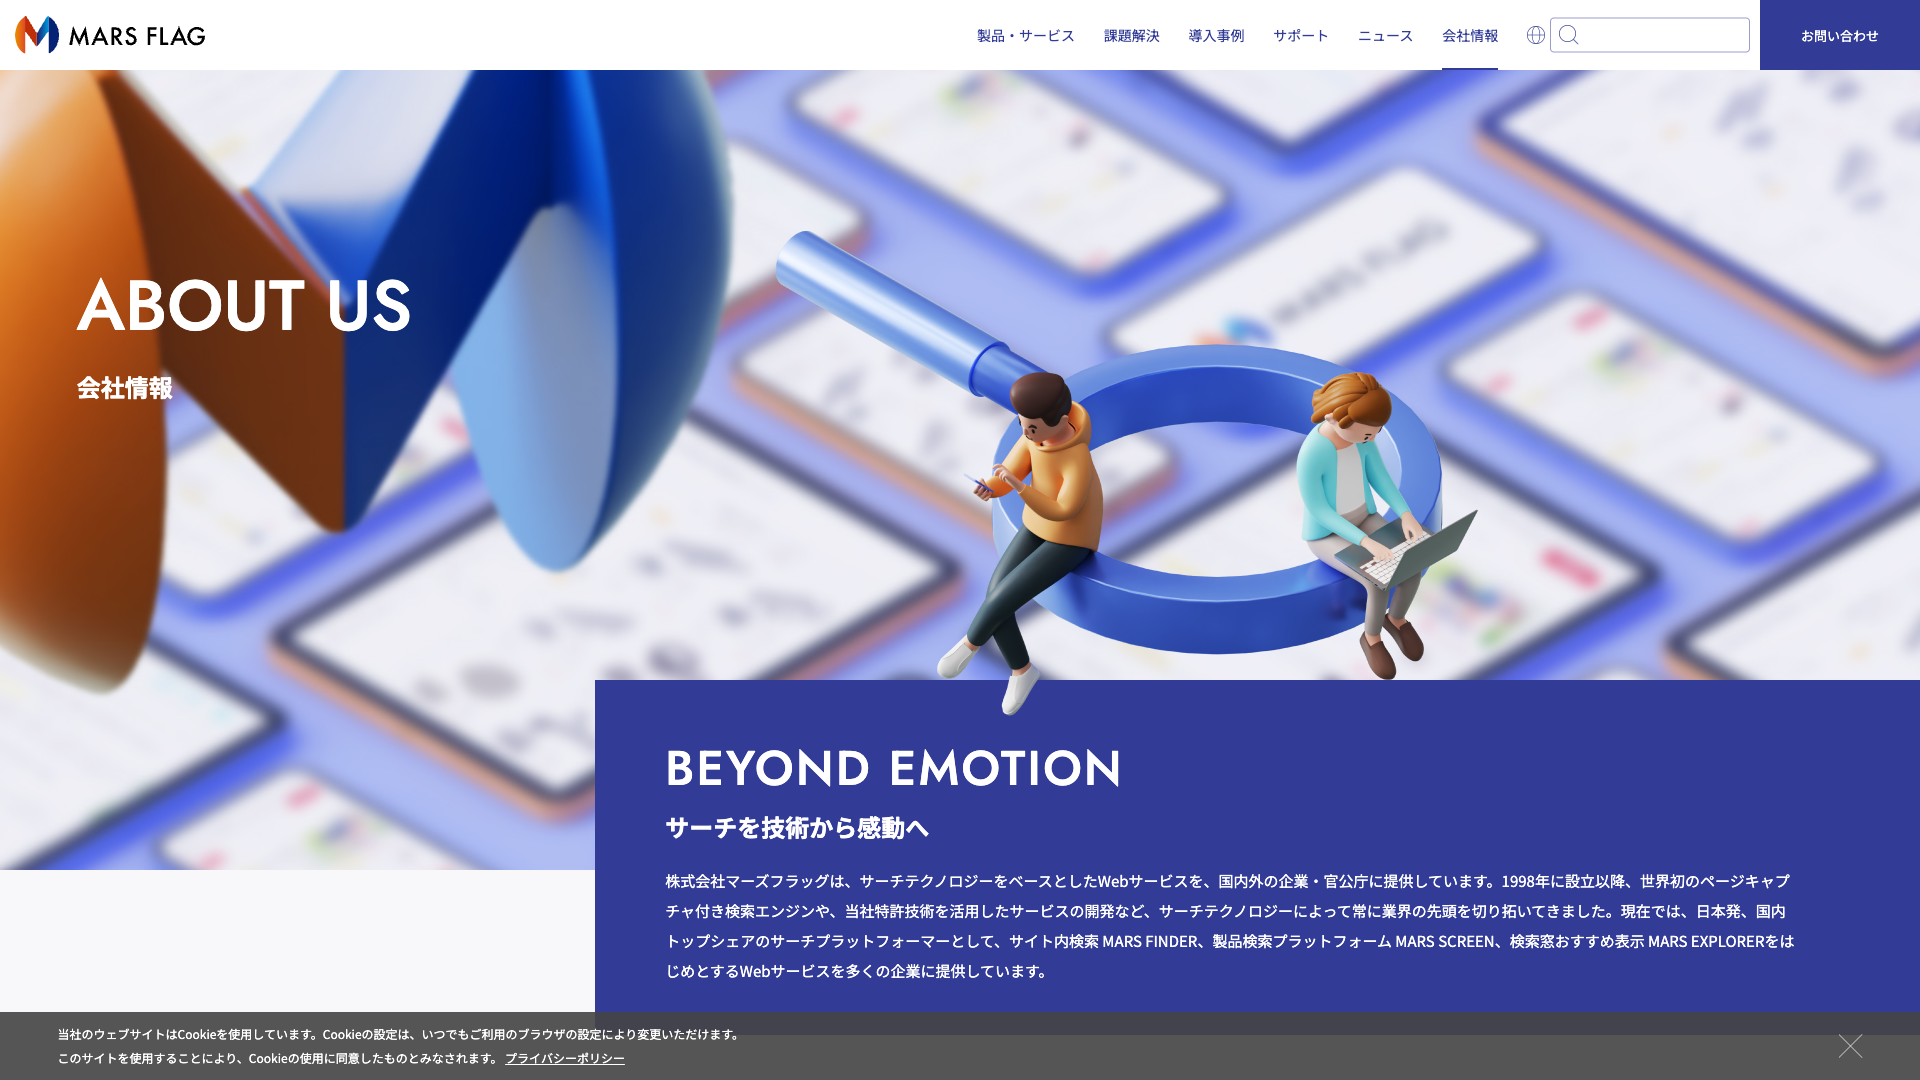 MARS FLAG
製品・サービス
課題解決
導入事例
サポート
ニュース
会社情報
お問い合わせ
MARS FLAG
ABOUT US
会社情報
BEYOND EMOTION
サーチを技術から感動へ
株式会社マーズフラッグは、サーチテクノロジーをベースとしたWebサービスを、国内外の企業・官公庁に提供しています。1998年に設立以降、世界初のページキャプ
チャ付き検索エンジンや、当社特許技術を活用したサービスの開発など、サーチテクノロジーによって常に業界の先頭を切り拓いてきました。現在では、日本発、国内
トップシェアのサーチプラットフォーマーとして、サイト内検索 MARS FINDER、製品検索プラットフォーム MARS SCREEN、検索窓おすすめ表示 MARS EXPLORERをは
じめとするWebサービスを多くの企業に提供しています。
当社のウェブサイトはCookieを使用しています。Cookieの設定は、いつでもご利用のブラウザの設定により変更いただけます。
このサイトを使用することにより、Cookieの使用に同意したものとみなされます。 プライバシーポリシー